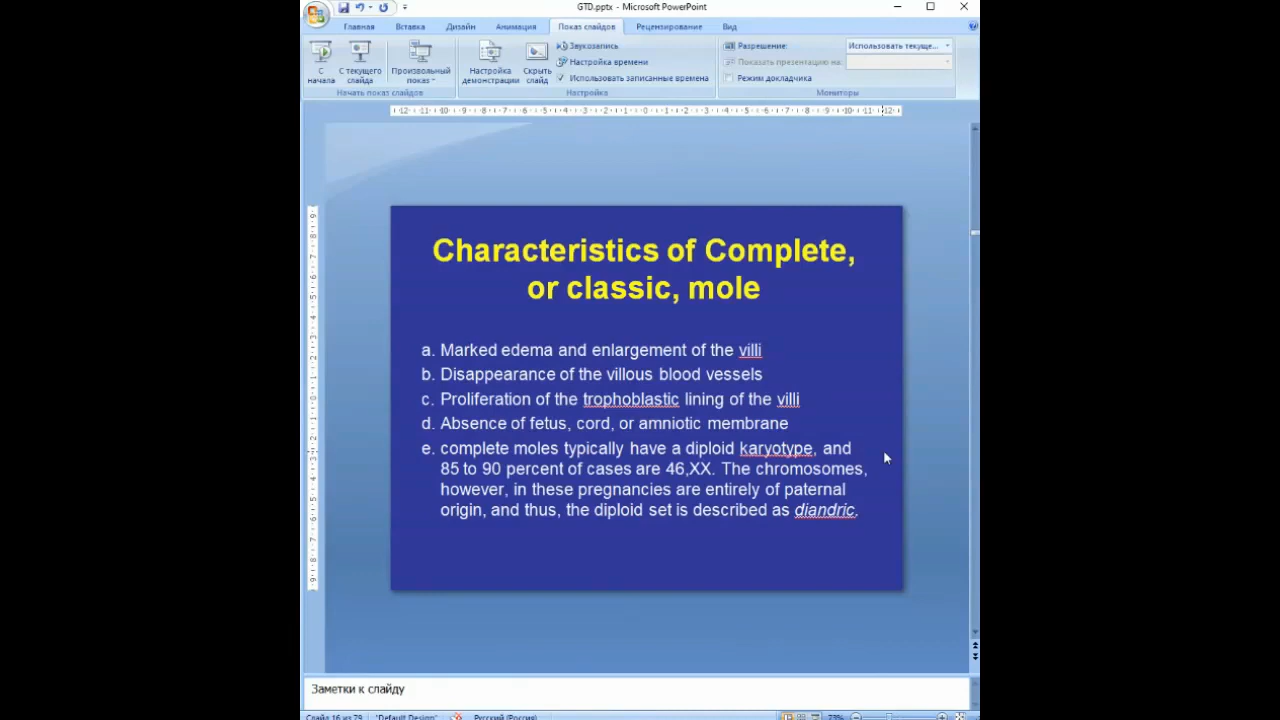 GTD.pptx - Microsoft PowerPoint
Главная Вставка Дизайн Анимация Показ слайдов Рецензирование Вид
С начала
С текущего слайда
Произвольный показ
Начать показ слайдов
Настройка демонстрации
Скрыть слайд
Звукозапись
Настройка времени
Использовать записанные времена
Настройка
Разрешение: Использовать текуще...
Показать презентацию на:
Режим докладчика
Мониторы
Characteristics of Complete,
or classic, mole
a. Marked edema and enlargement of the villi
b. Disappearance of the villous blood vessels
c. Proliferation of the trophoblastic lining of the villi
d. Absence of fetus, cord, or amniotic membrane
e. complete moles typically have a diploid karyotype, and
85 to 90 percent of cases are 46,XX. The chromosomes,
however, in these pregnancies are entirely of paternal
origin, and thus, the diploid set is described as diandric.
Заметки к слайду
Слайд 16 из 79 "Default Design" Русский (Россия) 73%